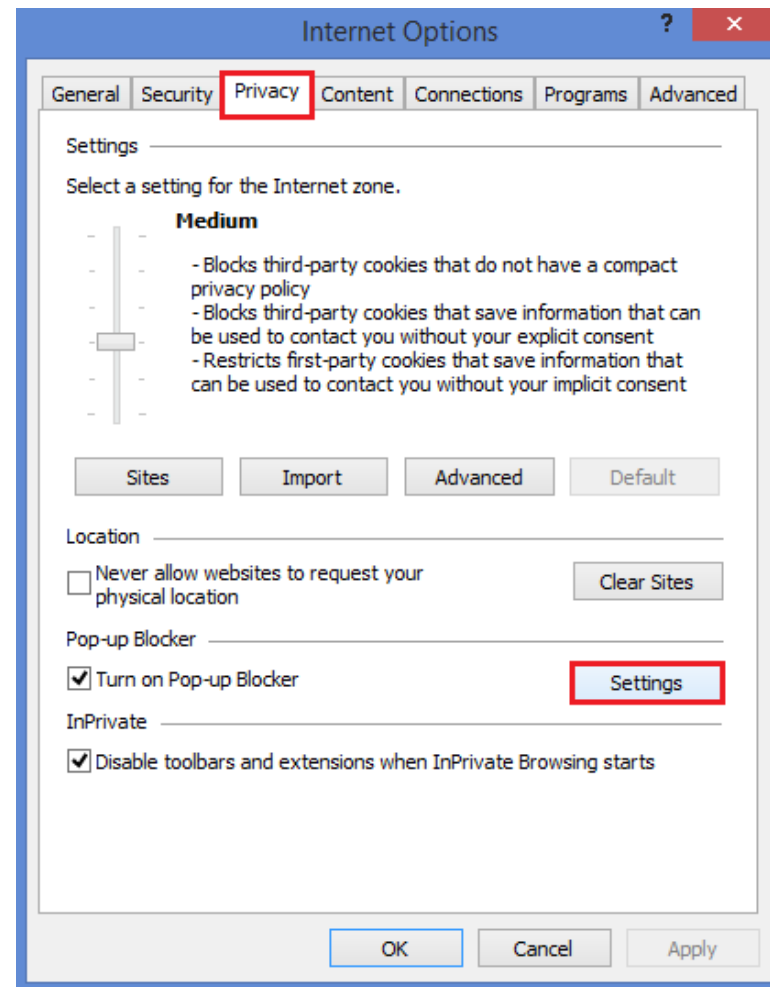 Internet Options
?
General Security Privacy Content Connections Programs Advanced
Settings
Select a setting for the Internet zone.
Medium
- Blocks third-party cookies that do not have a compact
privacy policy
- Blocks third-party cookies that save information that can
be used to contact you without your explicit consent
- Restricts first-party cookies that save information that
can be used to contact you without your implicit consent
Sites Import Advanced Default
Location
Never allow websites to request your
physical location
Clear Sites
Pop-up Blocker
Turn on Pop-up Blocker
Settings
InPrivate
Disable toolbars and extensions when InPrivate Browsing starts
OK Cancel Apply